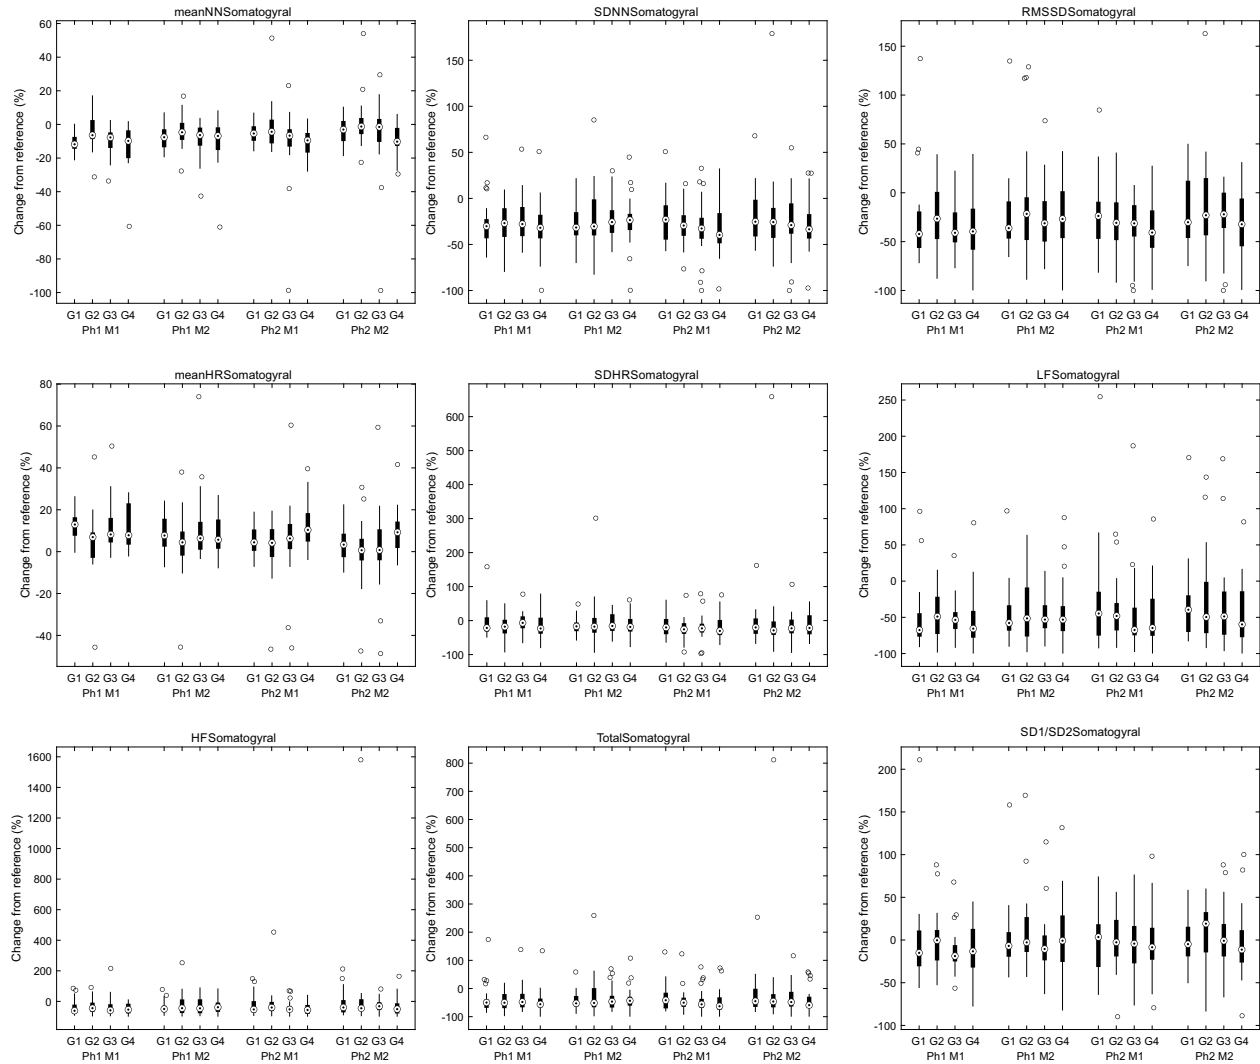 meanNNSomatogyral
Change from reference (%)
60
40
20
0
-20
-40
-60
-80
-100
G1 G2 G3 G4 G1 G2 G3 G4 G1 G2 G3 G4 G1 G2 G3 G4
Ph1 M1 Ph1 M2 Ph2 M1 Ph2 M2
SDNNSomatogyral
Change from reference (%)
150
100
50
0
-50
-100
G1 G2 G3 G4 G1 G2 G3 G4 G1 G2 G3 G4 G1 G2 G3 G4
Ph1 M1 Ph1 M2 Ph2 M1 Ph2 M2
RMSSDSomatogyral
Change from reference (%)
150
100
50
0
-50
-100
G1 G2 G3 G4 G1 G2 G3 G4 G1 G2 G3 G4 G1 G2 G3 G4
Ph1 M1 Ph1 M2 Ph2 M1 Ph2 M2
meanHRSomatogyral
Change from reference (%)
80
60
40
20
0
-20
-40
G1 G2 G3 G4 G1 G2 G3 G4 G1 G2 G3 G4 G1 G2 G3 G4
Ph1 M1 Ph1 M2 Ph2 M1 Ph2 M2
SDHRSomatogyral
Change from reference (%)
600
500
400
300
200
100
0
-100
G1 G2 G3 G4 G1 G2 G3 G4 G1 G2 G3 G4 G1 G2 G3 G4
Ph1 M1 Ph1 M2 Ph2 M1 Ph2 M2
LFSomatogyral
Change from reference (%)
250
200
150
100
50
0
-50
-100
G1 G2 G3 G4 G1 G2 G3 G4 G1 G2 G3 G4 G1 G2 G3 G4
Ph1 M1 Ph1 M2 Ph2 M1 Ph2 M2
HFSomatogyral
Change from reference (%)
1600
1400
1200
1000
800
600
400
200
0
G1 G2 G3 G4 G1 G2 G3 G4 G1 G2 G3 G4 G1 G2 G3 G4
Ph1 M1 Ph1 M2 Ph2 M1 Ph2 M2
TotalSomatogyral
Change from reference (%)
800
700
600
500
400
300
200
100
0
-100
G1 G2 G3 G4 G1 G2 G3 G4 G1 G2 G3 G4 G1 G2 G3 G4
Ph1 M1 Ph1 M2 Ph2 M1 Ph2 M2
SD1/SD2Somatogyral
Change from reference (%)
200
150
100
50
0
-50
-100
G1 G2 G3 G4 G1 G2 G3 G4 G1 G2 G3 G4 G1 G2 G3 G4
Ph1 M1 Ph1 M2 Ph2 M1 Ph2 M2